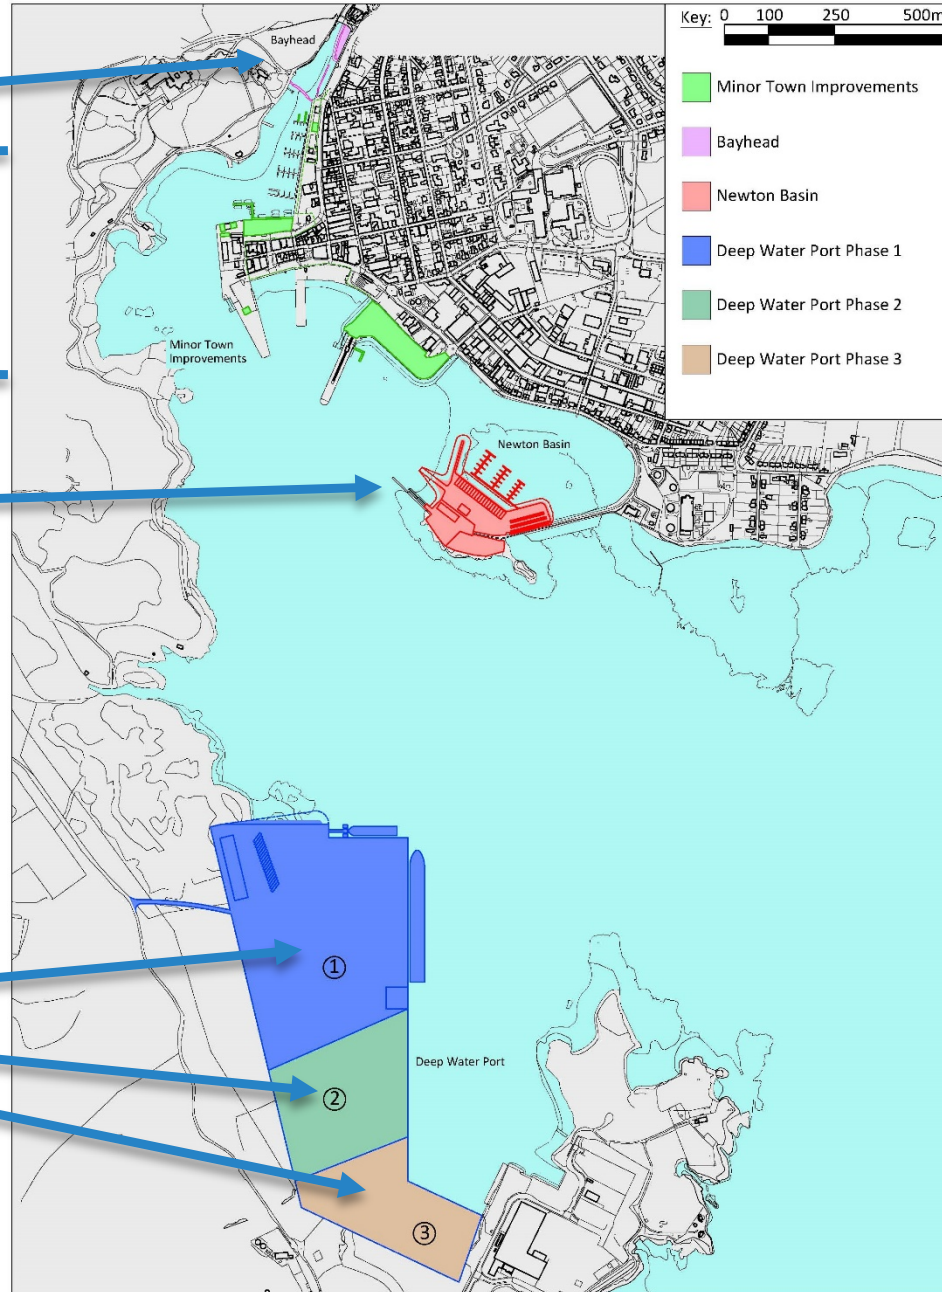 Key: 0 100 250 500m
Minor Town Improvements
Bayhead
Newton Basin
Deep Water Port Phase 1
Deep Water Port Phase 2
Deep Water Port Phase 3
Bayhead
Minor Town
Improvements
Newton Basin
①
Deep Water Port
②
③